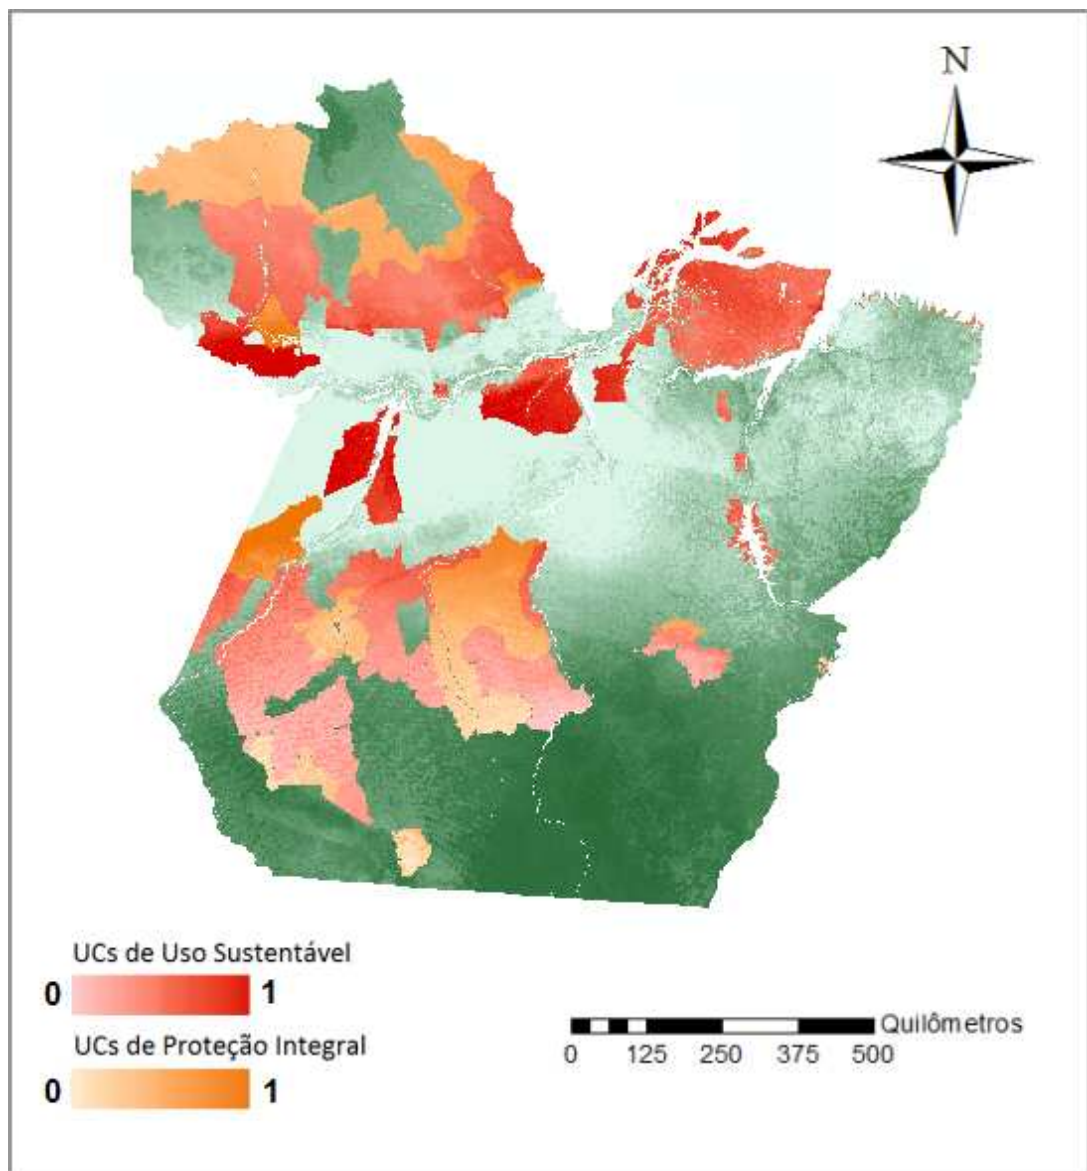 N
UCs de Uso Sustentável
0 1
UCs de Proteção Integral
0 1
Quilômetros
0 125 250 375 500